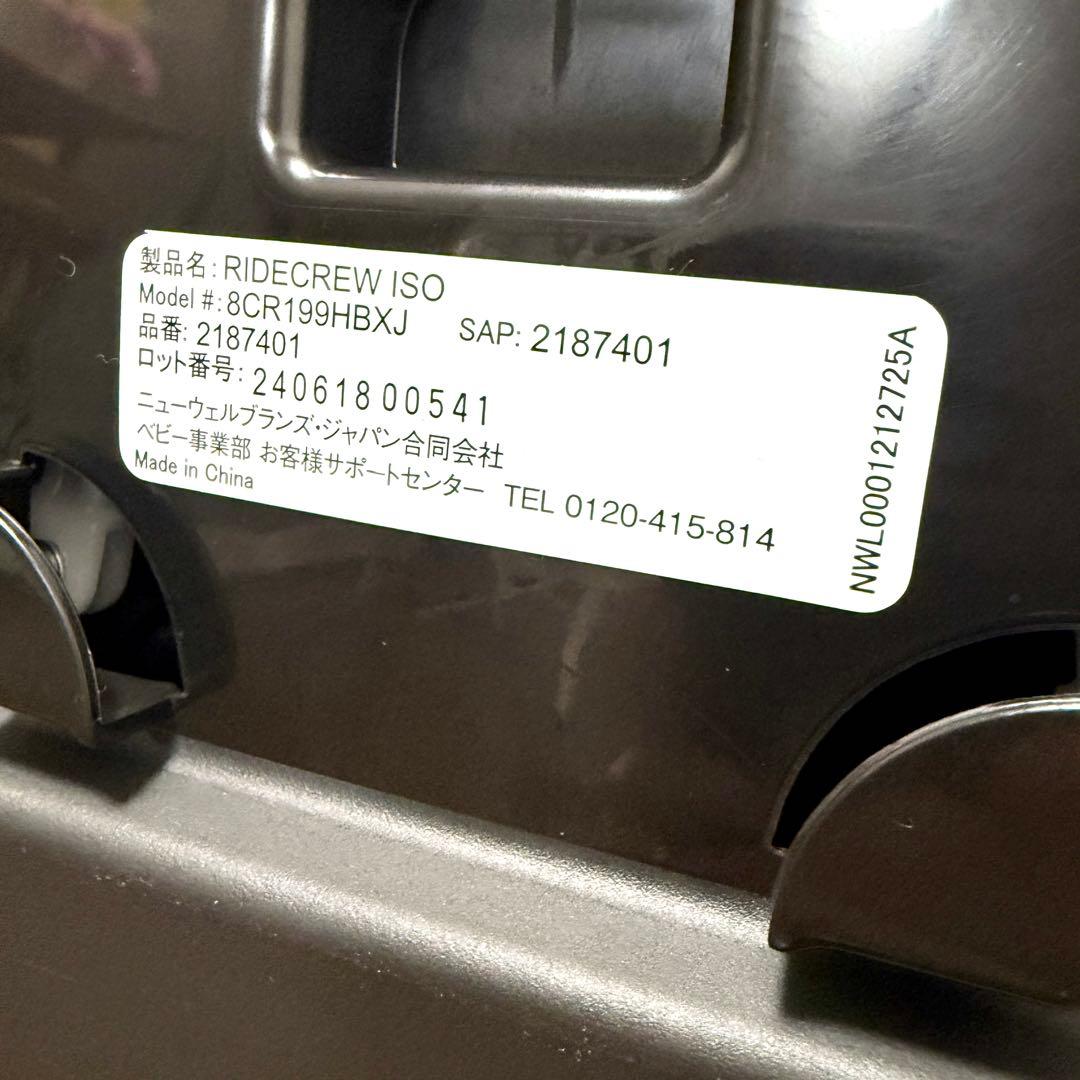 製品名: RIDECREW ISO
Model #: 8CR199HBXJ
SAP: 2187401
品番: 2187401
ロット番号: 24061800541
ニューウェルブランズ・ジャパン合同会社
ベビー事業部 お客様サポートセンター TEL 0120-415-814
Made in China
NWL0001212725A